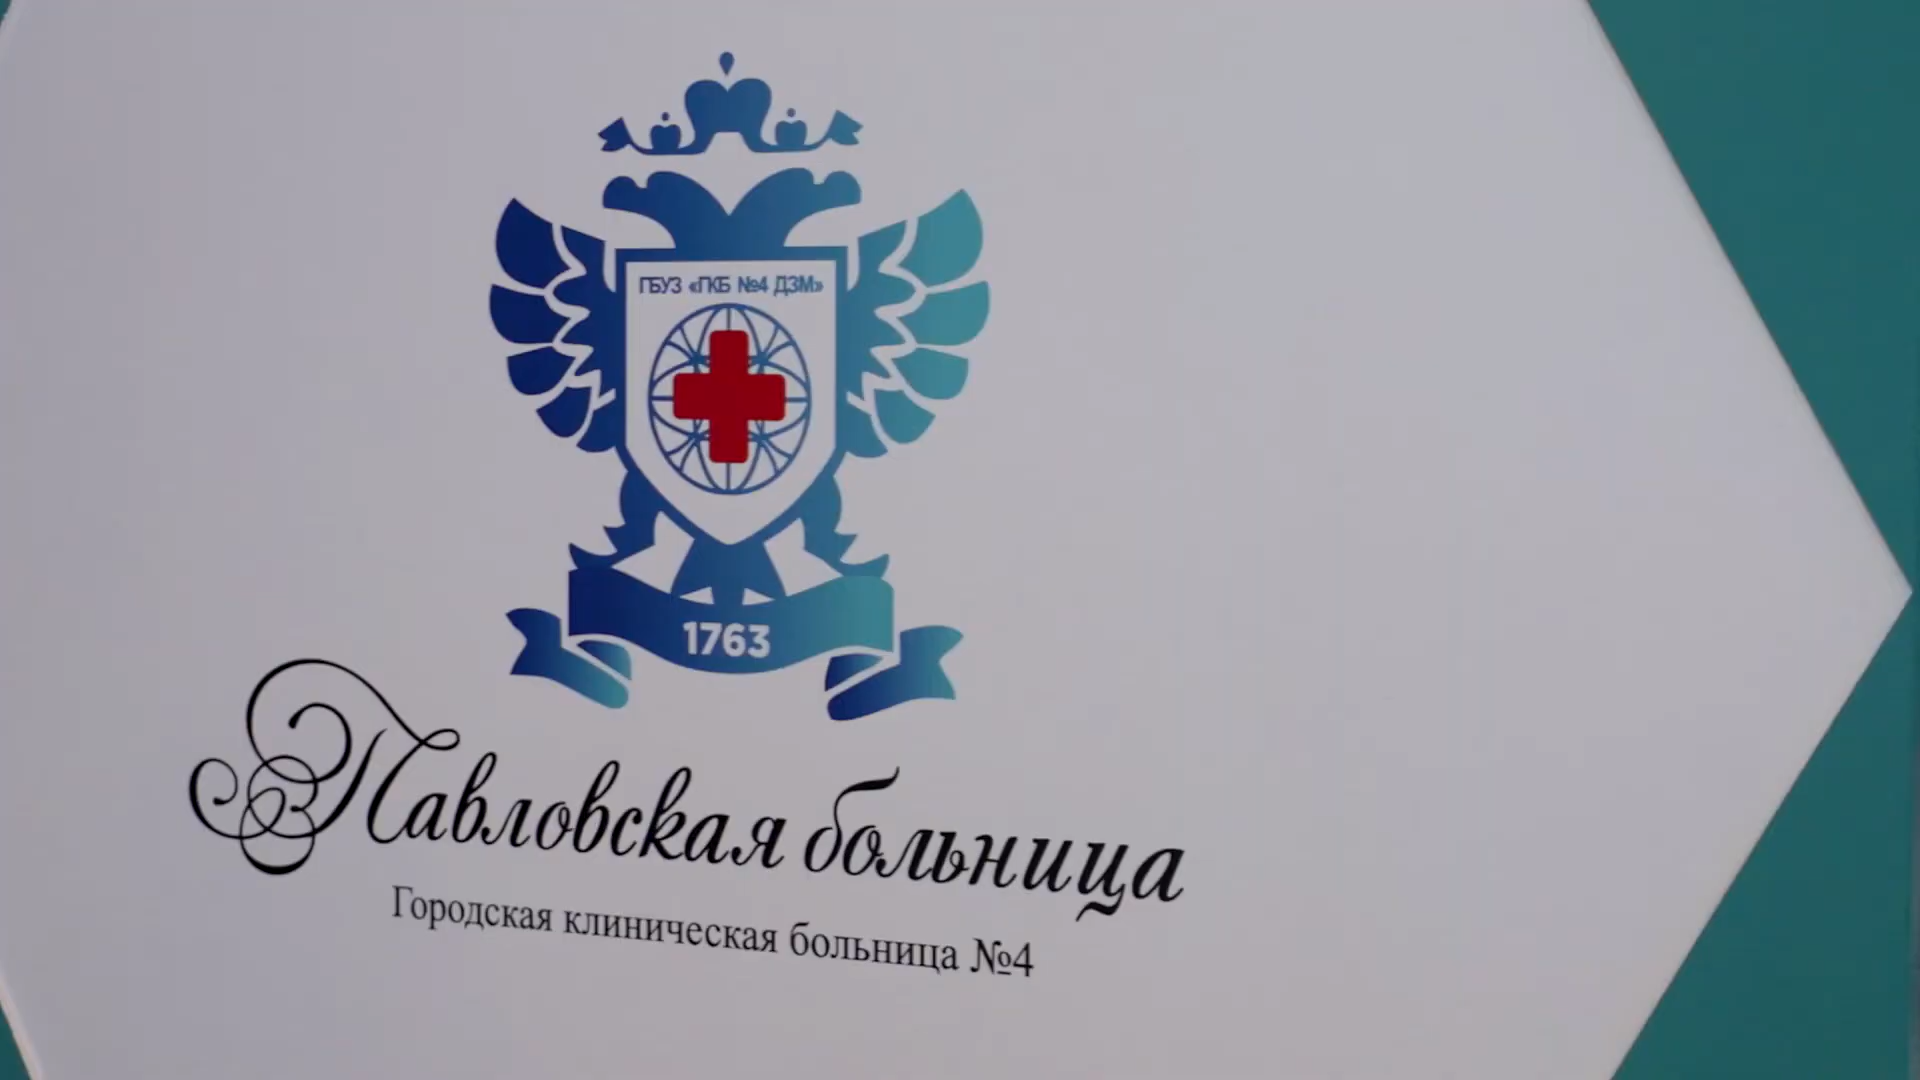 ГБУЗ «ГКБ №4 ДЗМ»
1763
Павловская больница
Городская клиническая больница №4